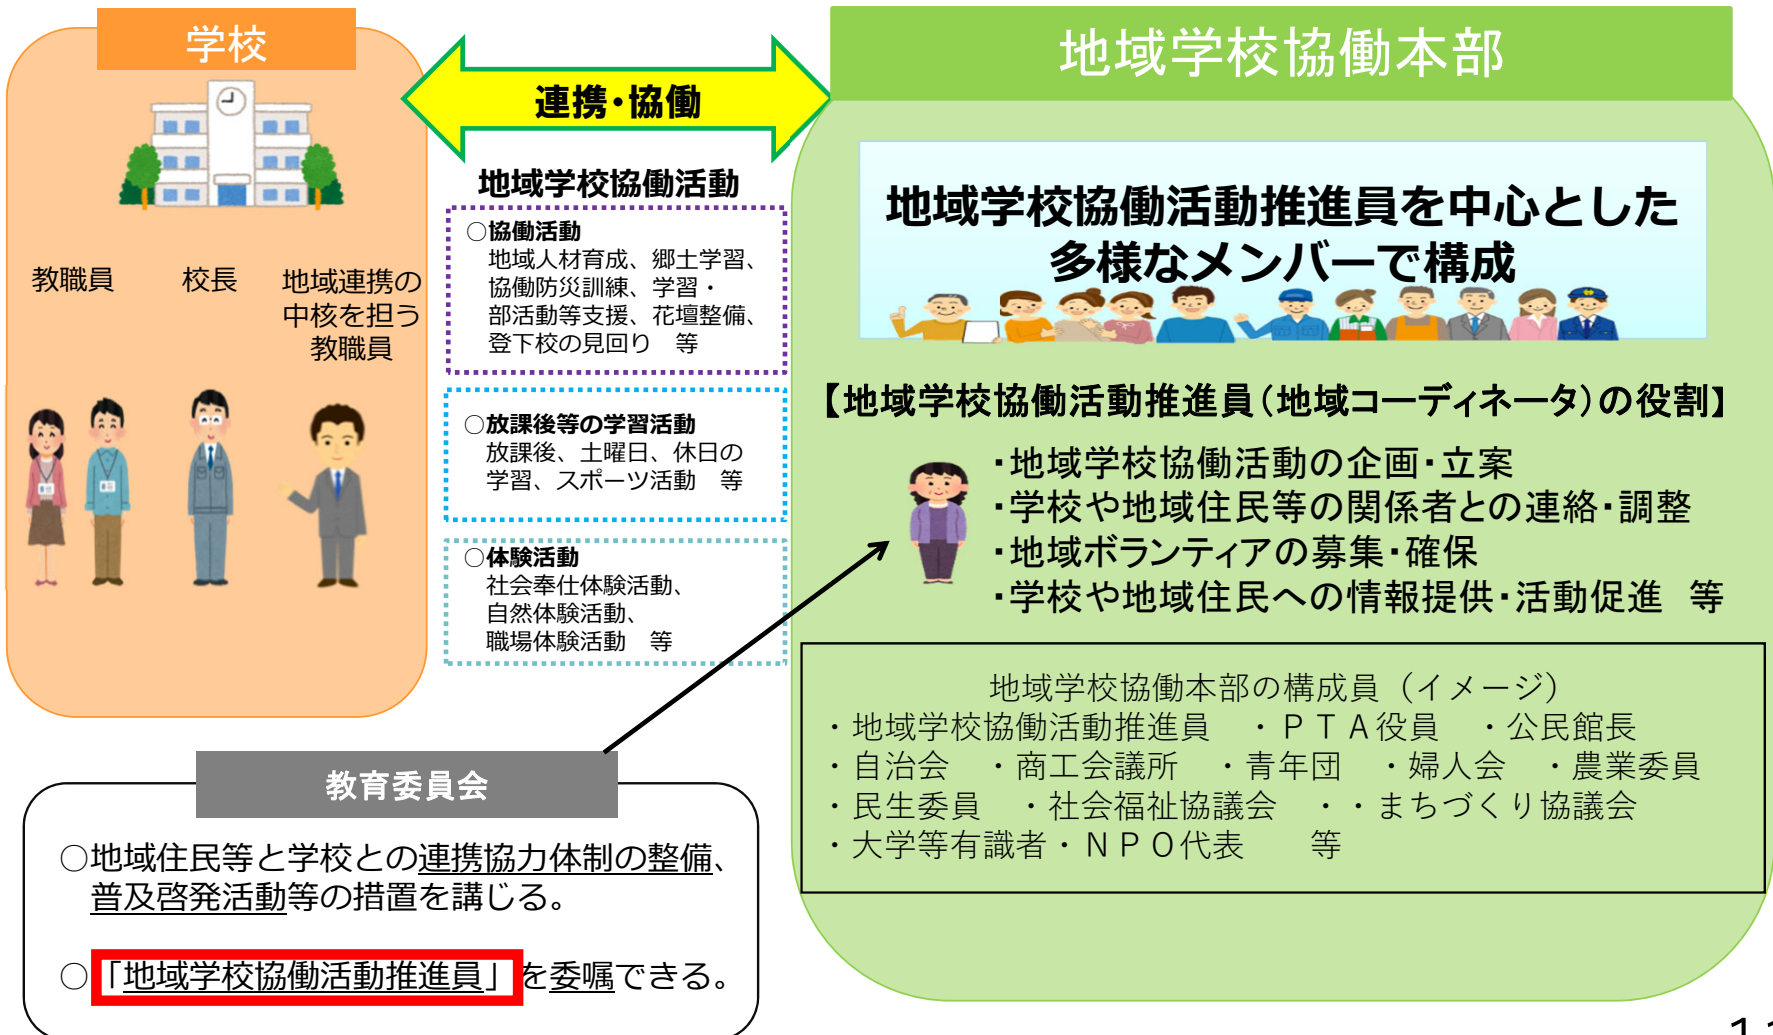 学校
教職員
校長
地域連携の
中核を担う
教職員
連携・協働
地域学校協働活動
○協働活動
地域人材育成、郷土学習、
協働防災訓練、学習・
部活動等支援、花壇整備、
登下校の見回り　等
○放課後等の学習活動
放課後、土曜日、休日の
学習、スポーツ活動　等
○体験活動
社会奉仕体験活動、
自然体験活動、
職場体験活動　等
地域学校協働本部
地域学校協働活動推進員を中心とした
多様なメンバーで構成
【地域学校協働活動推進員（地域コーディネータ）の役割】
・地域学校協働活動の企画・立案
・学校や地域住民等の関係者との連絡・調整
・地域ボランティアの募集・確保
・学校や地域住民への情報提供・活動促進　等
地域学校協働本部の構成員（イメージ）
・地域学校協働活動推進員　・ＰＴＡ役員　・公民館長
・自治会　・商工会議所　・青年団　・婦人会　・農業委員
・民生委員　・社会福祉協議会　・・まちづくり協議会
・大学等有識者・ＮＰＯ代表　　等
教育委員会
○地域住民等と学校との連携協力体制の整備、
普及啓発活動等の措置を講じる。
○「地域学校協働活動推進員」を委嘱できる。